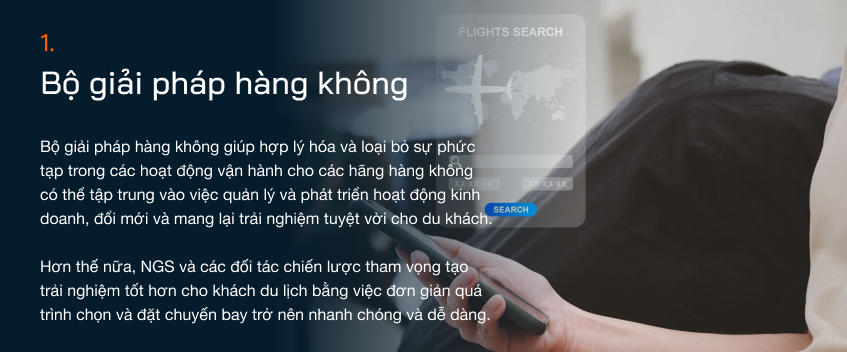 1.
Bộ giải pháp hàng không
FLIGHTS SEARCH
Bộ giải pháp hàng không giúp hợp lý hóa và loại bỏ sự phức
tạp trong các hoạt động vận hành cho các hãng hàng không
có thể tập trung vào việc quản lý và phát triển hoạt động kinh
doanh, đổi mới và mang lại trải nghiệm tuyệt vời cho du khách.
XX-XX-XX
XX-XX-XX
SEARCH
Hơn thế nữa, NGS và các đối tác chiến lược tham vọng tạo
trải nghiệm tốt hơn cho khách du lịch bằng việc đơn giản quá
trình chọn và đặt chuyến bay trở nên nhanh chóng và dễ dàng.